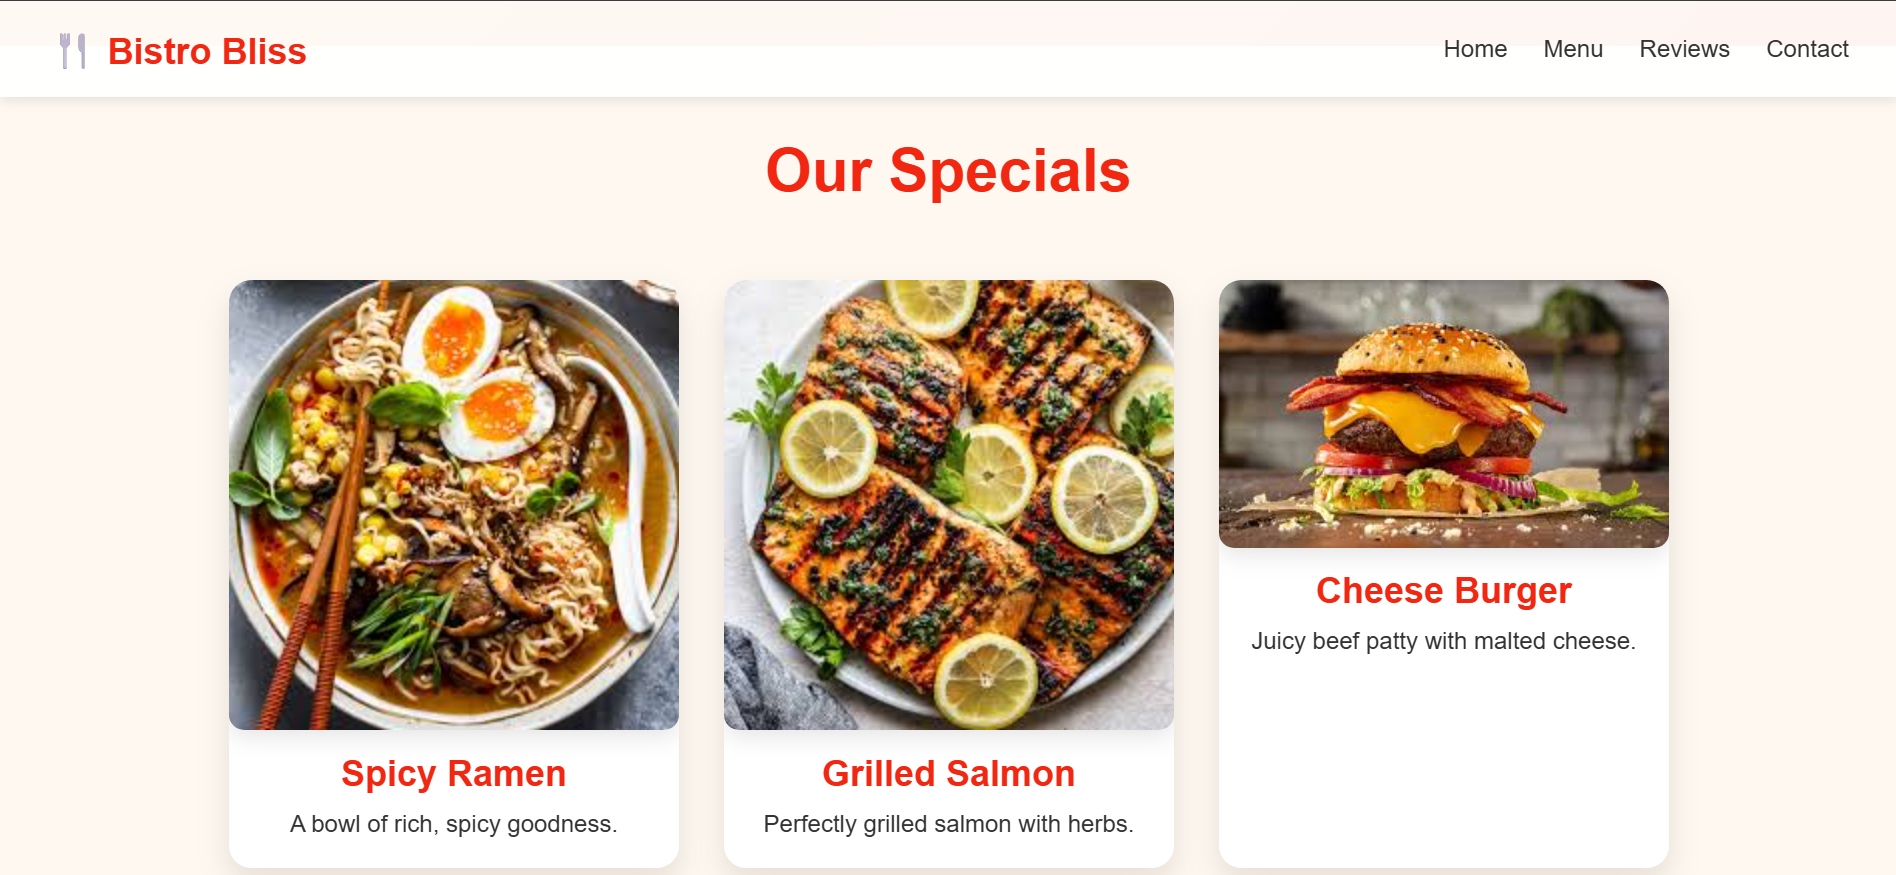 Bistro Bliss
Home Menu Reviews Contact
Our Specials
Spicy Ramen
A bowl of rich, spicy goodness.
Grilled Salmon
Perfectly grilled salmon with herbs.
Cheese Burger
Juicy beef patty with malted cheese.